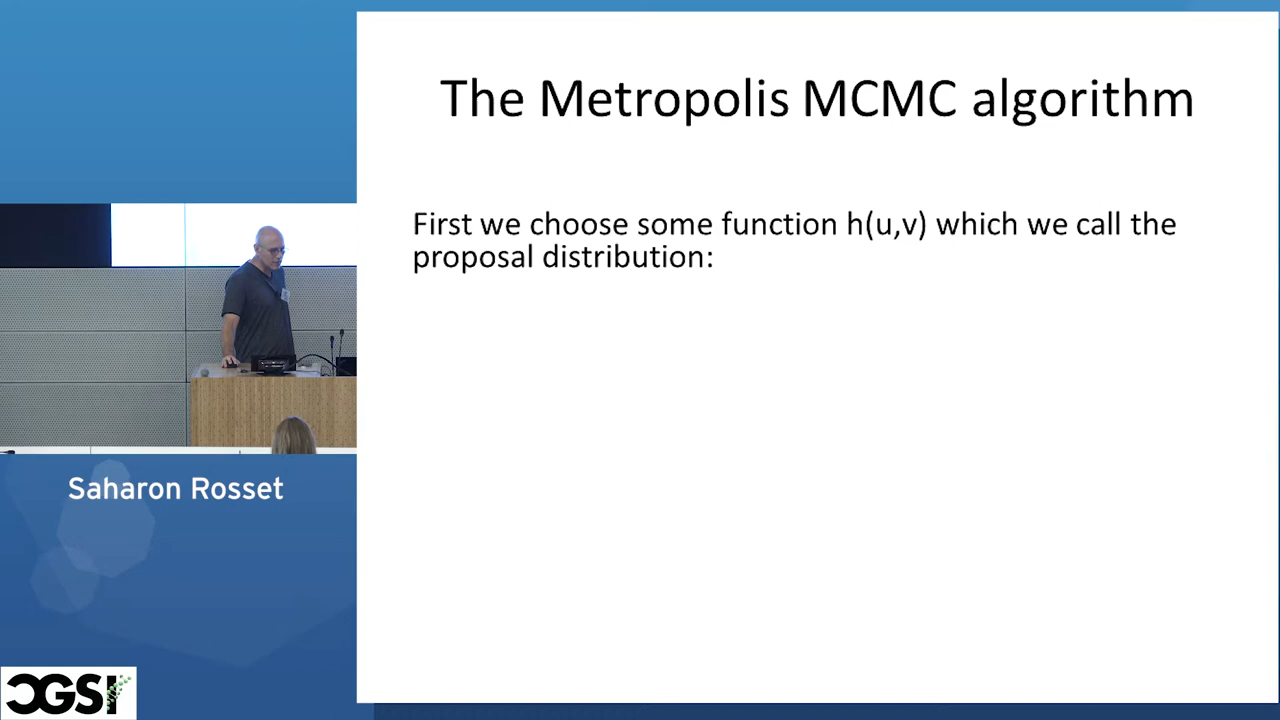 The Metropolis MCMC algorithm
First we choose some function h(u,v) which we call the
proposal distribution:
Saharon Rosset
CGSI